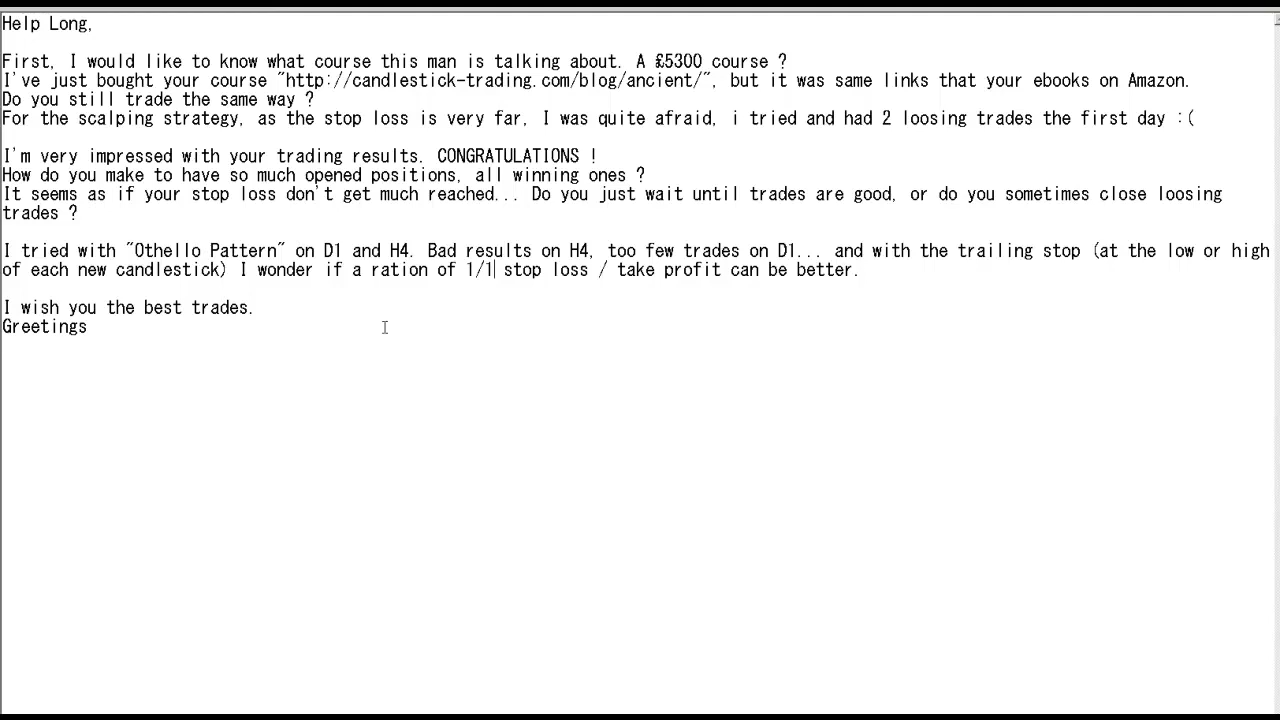 Help Long,
First, I would like to know what course this man is talking about. A £5300 course ?
I've just bought your course "http://candlestick-trading.com/blog/ancient/", but it was same links that your ebooks on Amazon.
Do you still trade the same way ?
For the scalping strategy, as the stop loss is very far, I was quite afraid, i tried and had 2 loosing trades the first day :(
I'm very impressed with your trading results. CONGRATULATIONS !
How do you make to have so much opened positions, all winning ones ?
It seems as if your stop loss don't get much reached... Do you just wait until trades are good, or do you sometimes close loosing
trades ?
I tried with "Othello Pattern" on D1 and H4. Bad results on H4, too few trades on D1... and with the trailing stop (at the low or high
of each new candlestick) I wonder if a ration of 1/1 stop loss / take profit can be better.
I wish you the best trades.
Greetings